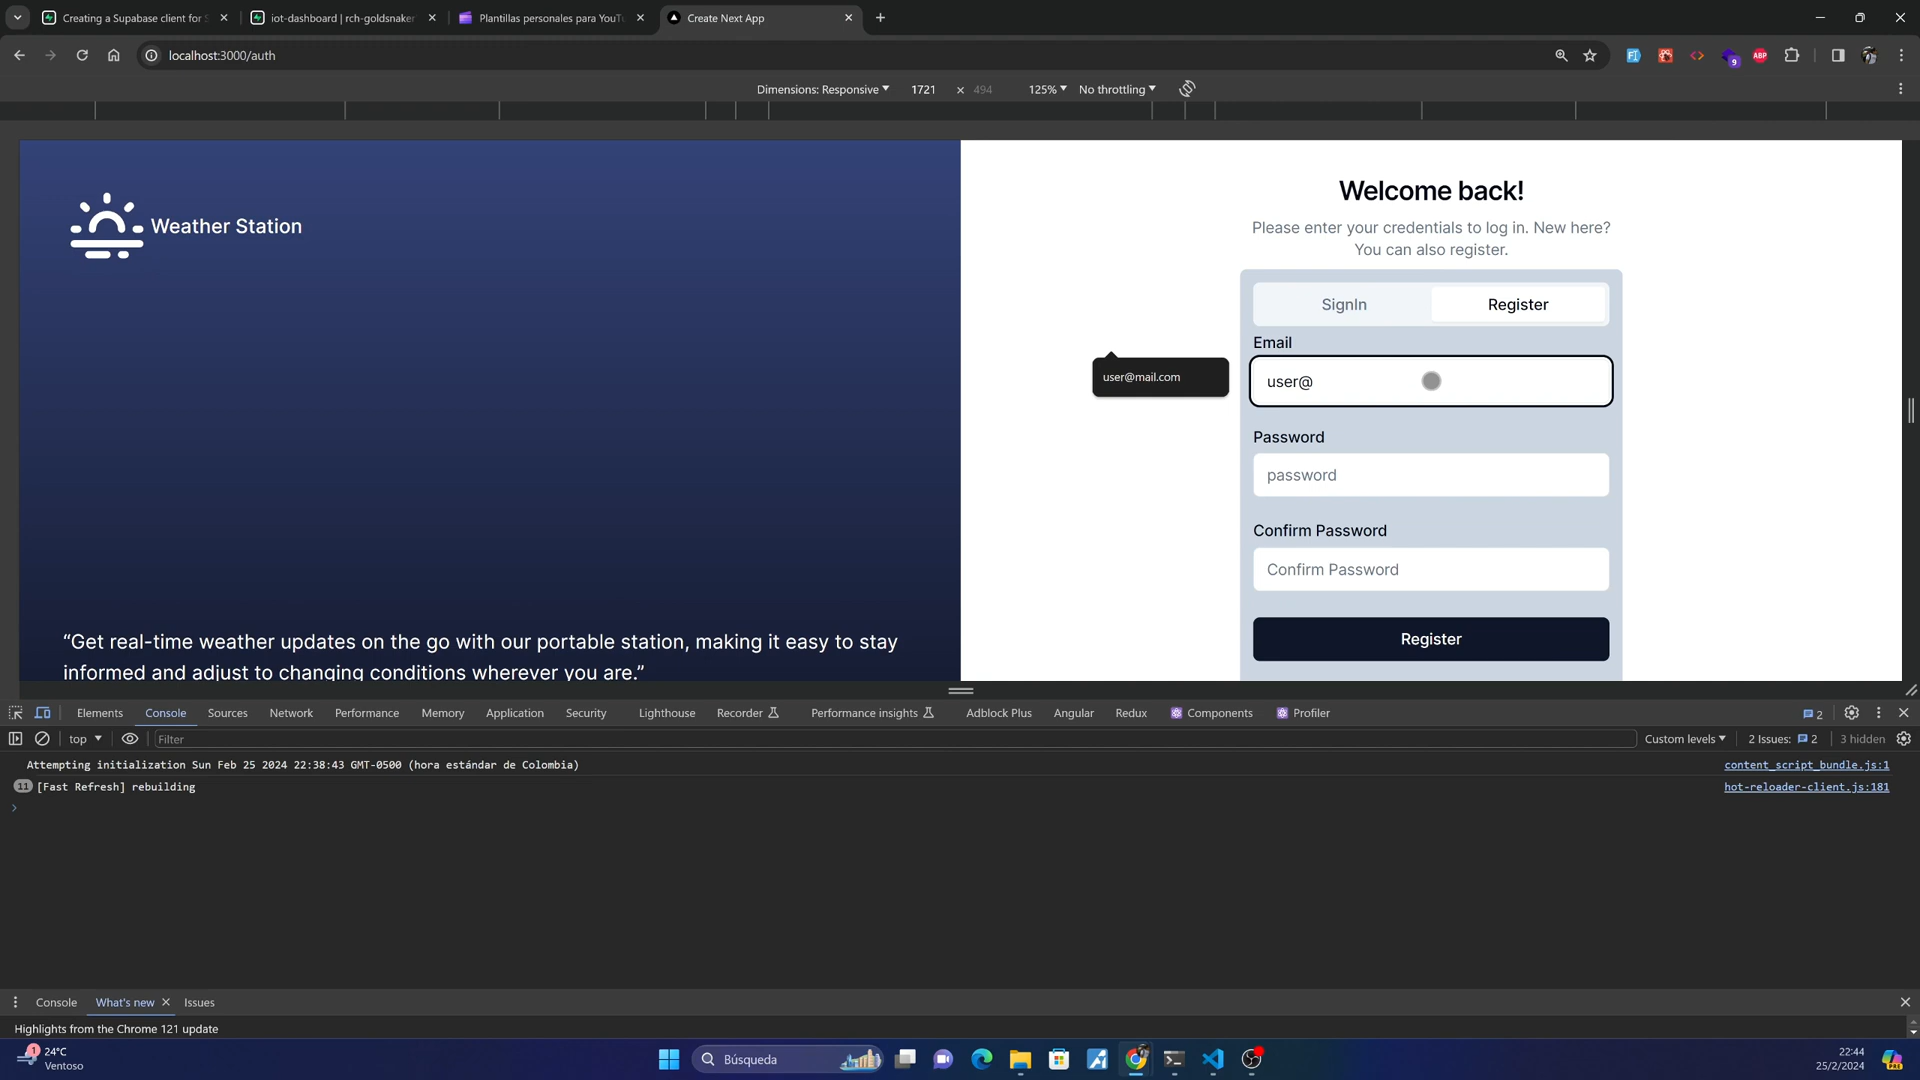 Creating a Supabase client for S
iot-dashboard | rch-goldsnaker
Plantillas personales para YouTu
Create Next App
localhost:3000/auth
9
ABP
Dimensions: Responsive
1721
×
494
125%
No throttling
Weather Station
“Get real-time weather updates on the go with our portable station, making it easy to stay
informed and adjust to changing conditions wherever you are.”
Welcome back!
Please enter your credentials to log in. New here?
You can also register.
SignIn
Register
Email
user@
user@mail.com
Password
password
Confirm Password
Confirm Password
Register
Elements
Console
Sources
Network
Performance
Memory
Application
Security
Lighthouse
Recorder
Performance insights
Adblock Plus
Angular
Redux
Components
Profiler
2
top
Filter
Custom levels
2 Issues:
2
3 hidden
Attempting initialization Sun Feb 25 2024 22:38:43 GMT-0500 (hora estándar de Colombia)
content_script_bundle.js:1
11
[Fast Refresh] rebuilding
hot-reloader-client.js:181
Console
What's new
Issues
Highlights from the Chrome 121 update
1
24°C
Ventoso
Búsqueda
22:44
25/2/2024
PRE